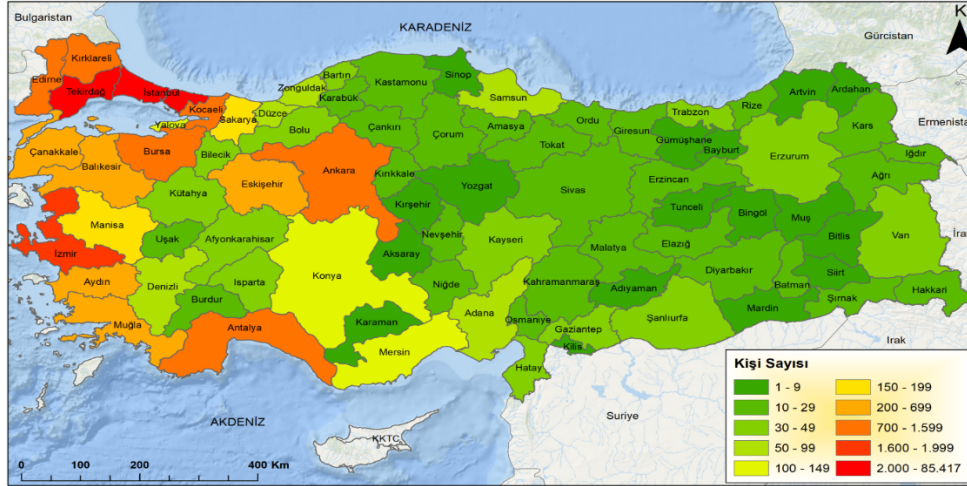 Bulgaristan
KARADENİZ
K
Gürcistan
Kırklareli
Edirne
Tekirdağ
İstanbul
Kocaeli
Yalova
Sakarya
Düzce
Zonguldak
Bartın
Karabük
Kastamonu
Sinop
Samsun
Bolu
Çankırı
Çorum
Amasya
Ordu
Tokat
Giresun
Trabzon
Rize
Artvin
Ardahan
Gümüşhane
Bayburt
Kars
Ermenista
Erzurum
Iğdır
Ağrı
Çanakkale
Balıkesir
Bursa
Bilecik
Eskişehir
Ankara
Kırıkkale
Yozgat
Sivas
Erzincan
Kütahya
Manisa
İzmir
Uşak
Afyonkarahisar
Kırşehir
Nevşehir
Aksaray
Kayseri
Malatya
Elazığ
Tunceli
Bingöl
Muş
Bitlis
Van
İra
Aydın
Denizli
Isparta
Burdur
Konya
Niğde
Kahramanmaraş
Adıyaman
Diyarbakır
Batman
Siirt
Şırnak
Hakkari
Muğla
Antalya
Karaman
Mersin
Adana
Osmaniye
Gaziantep
Kilis
Hatay
Şanlıurfa
Mardin
Irak
Suriye
AKDENİZ
KKTC
0 50 100 200 400 Km
Kişi Sayısı
1 - 9
10 - 29
30 - 49
50 - 99
100 - 149
150 - 199
200 - 699
700 - 1.599
1.600 - 1.999
2.000 - 85.417